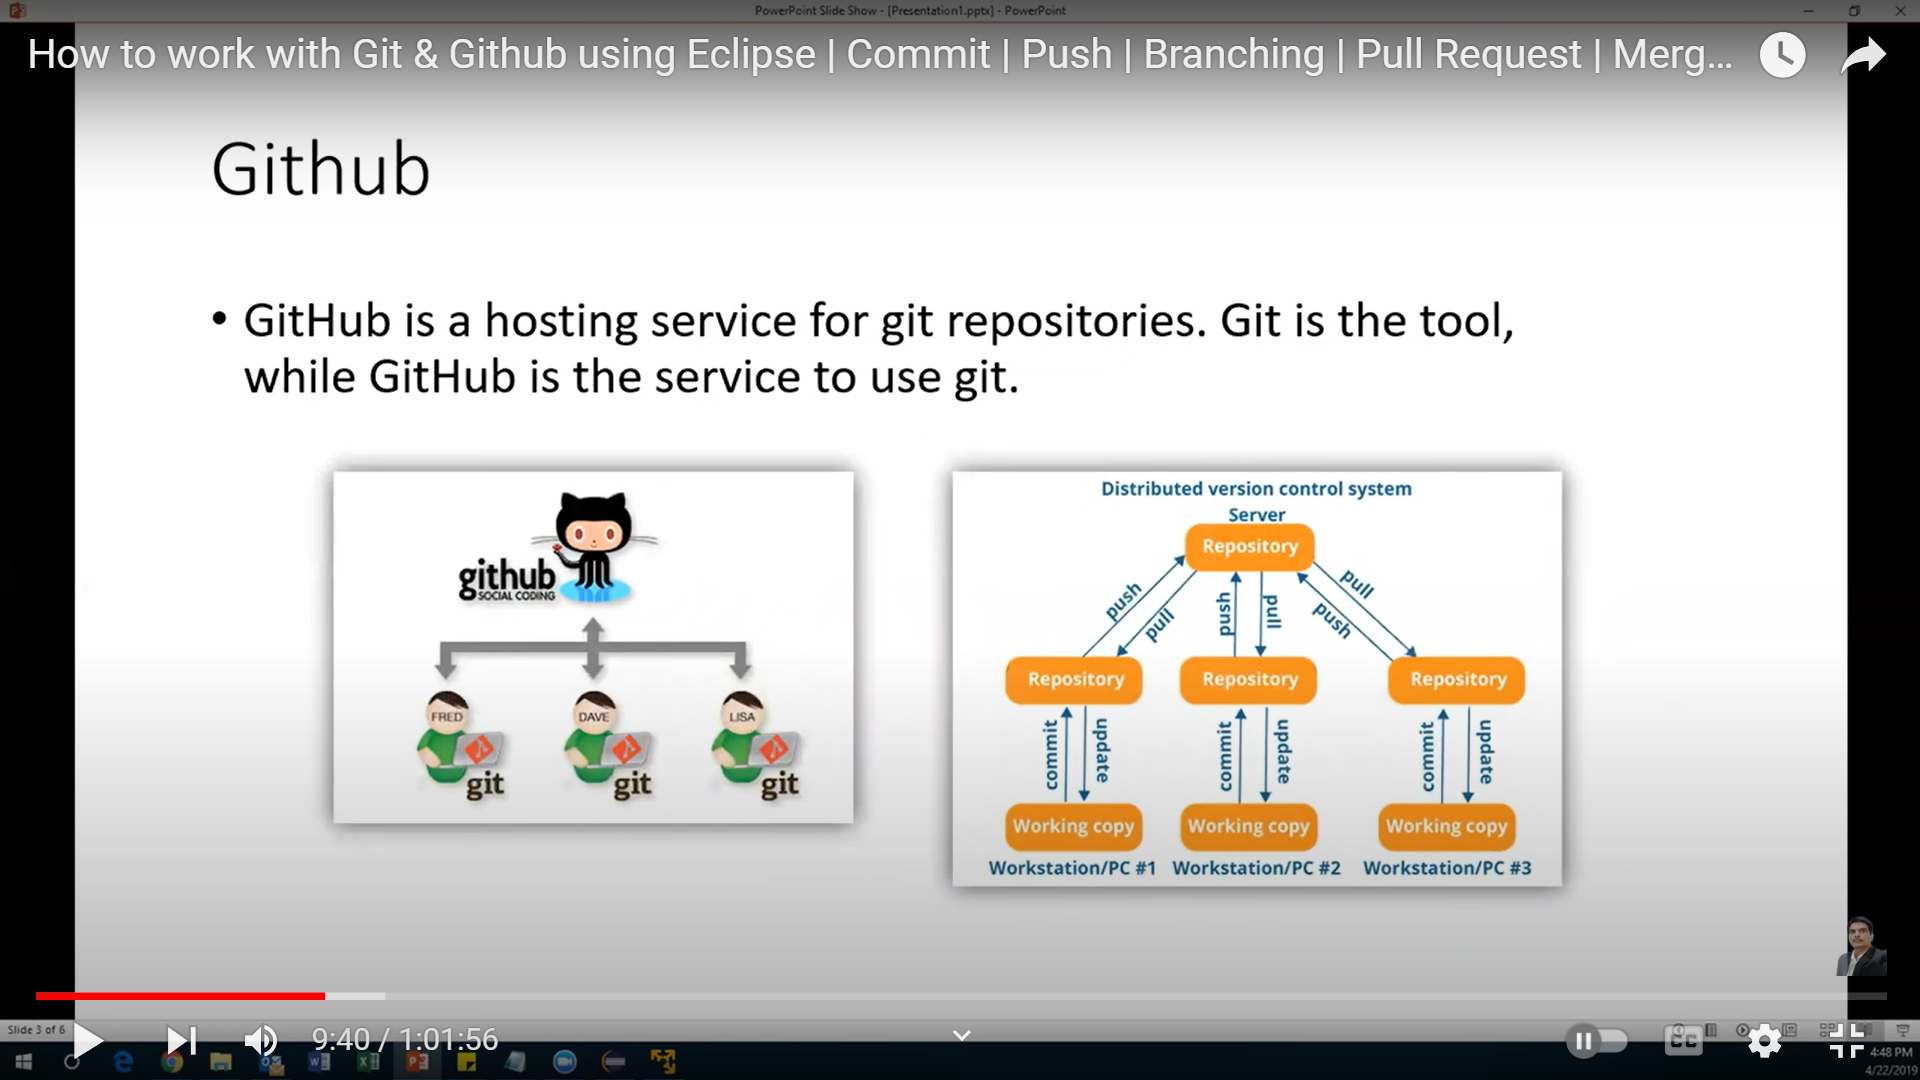 PowerPoint Slide Show - [Presentation1.pptx] - PowerPoint
How to work with Git & Github using Eclipse | Commit | Push | Branching | Pull Request | Merg...
Github
• GitHub is a hosting service for git repositories. Git is the tool,
while GitHub is the service to use git.
github
SOCIAL CODING
FRED
DAVE
LISA
git
git
git
Distributed version control system
Server
Repository
push
pull
push
pull
push
pull
Repository
Repository
Repository
commit
update
commit
update
commit
update
Working copy
Working copy
Working copy
Workstation/PC #1
Workstation/PC #2
Workstation/PC #3
Slide 3 of 6
9:40 / 1:01:56
CC
4:48 PM
4/22/2019